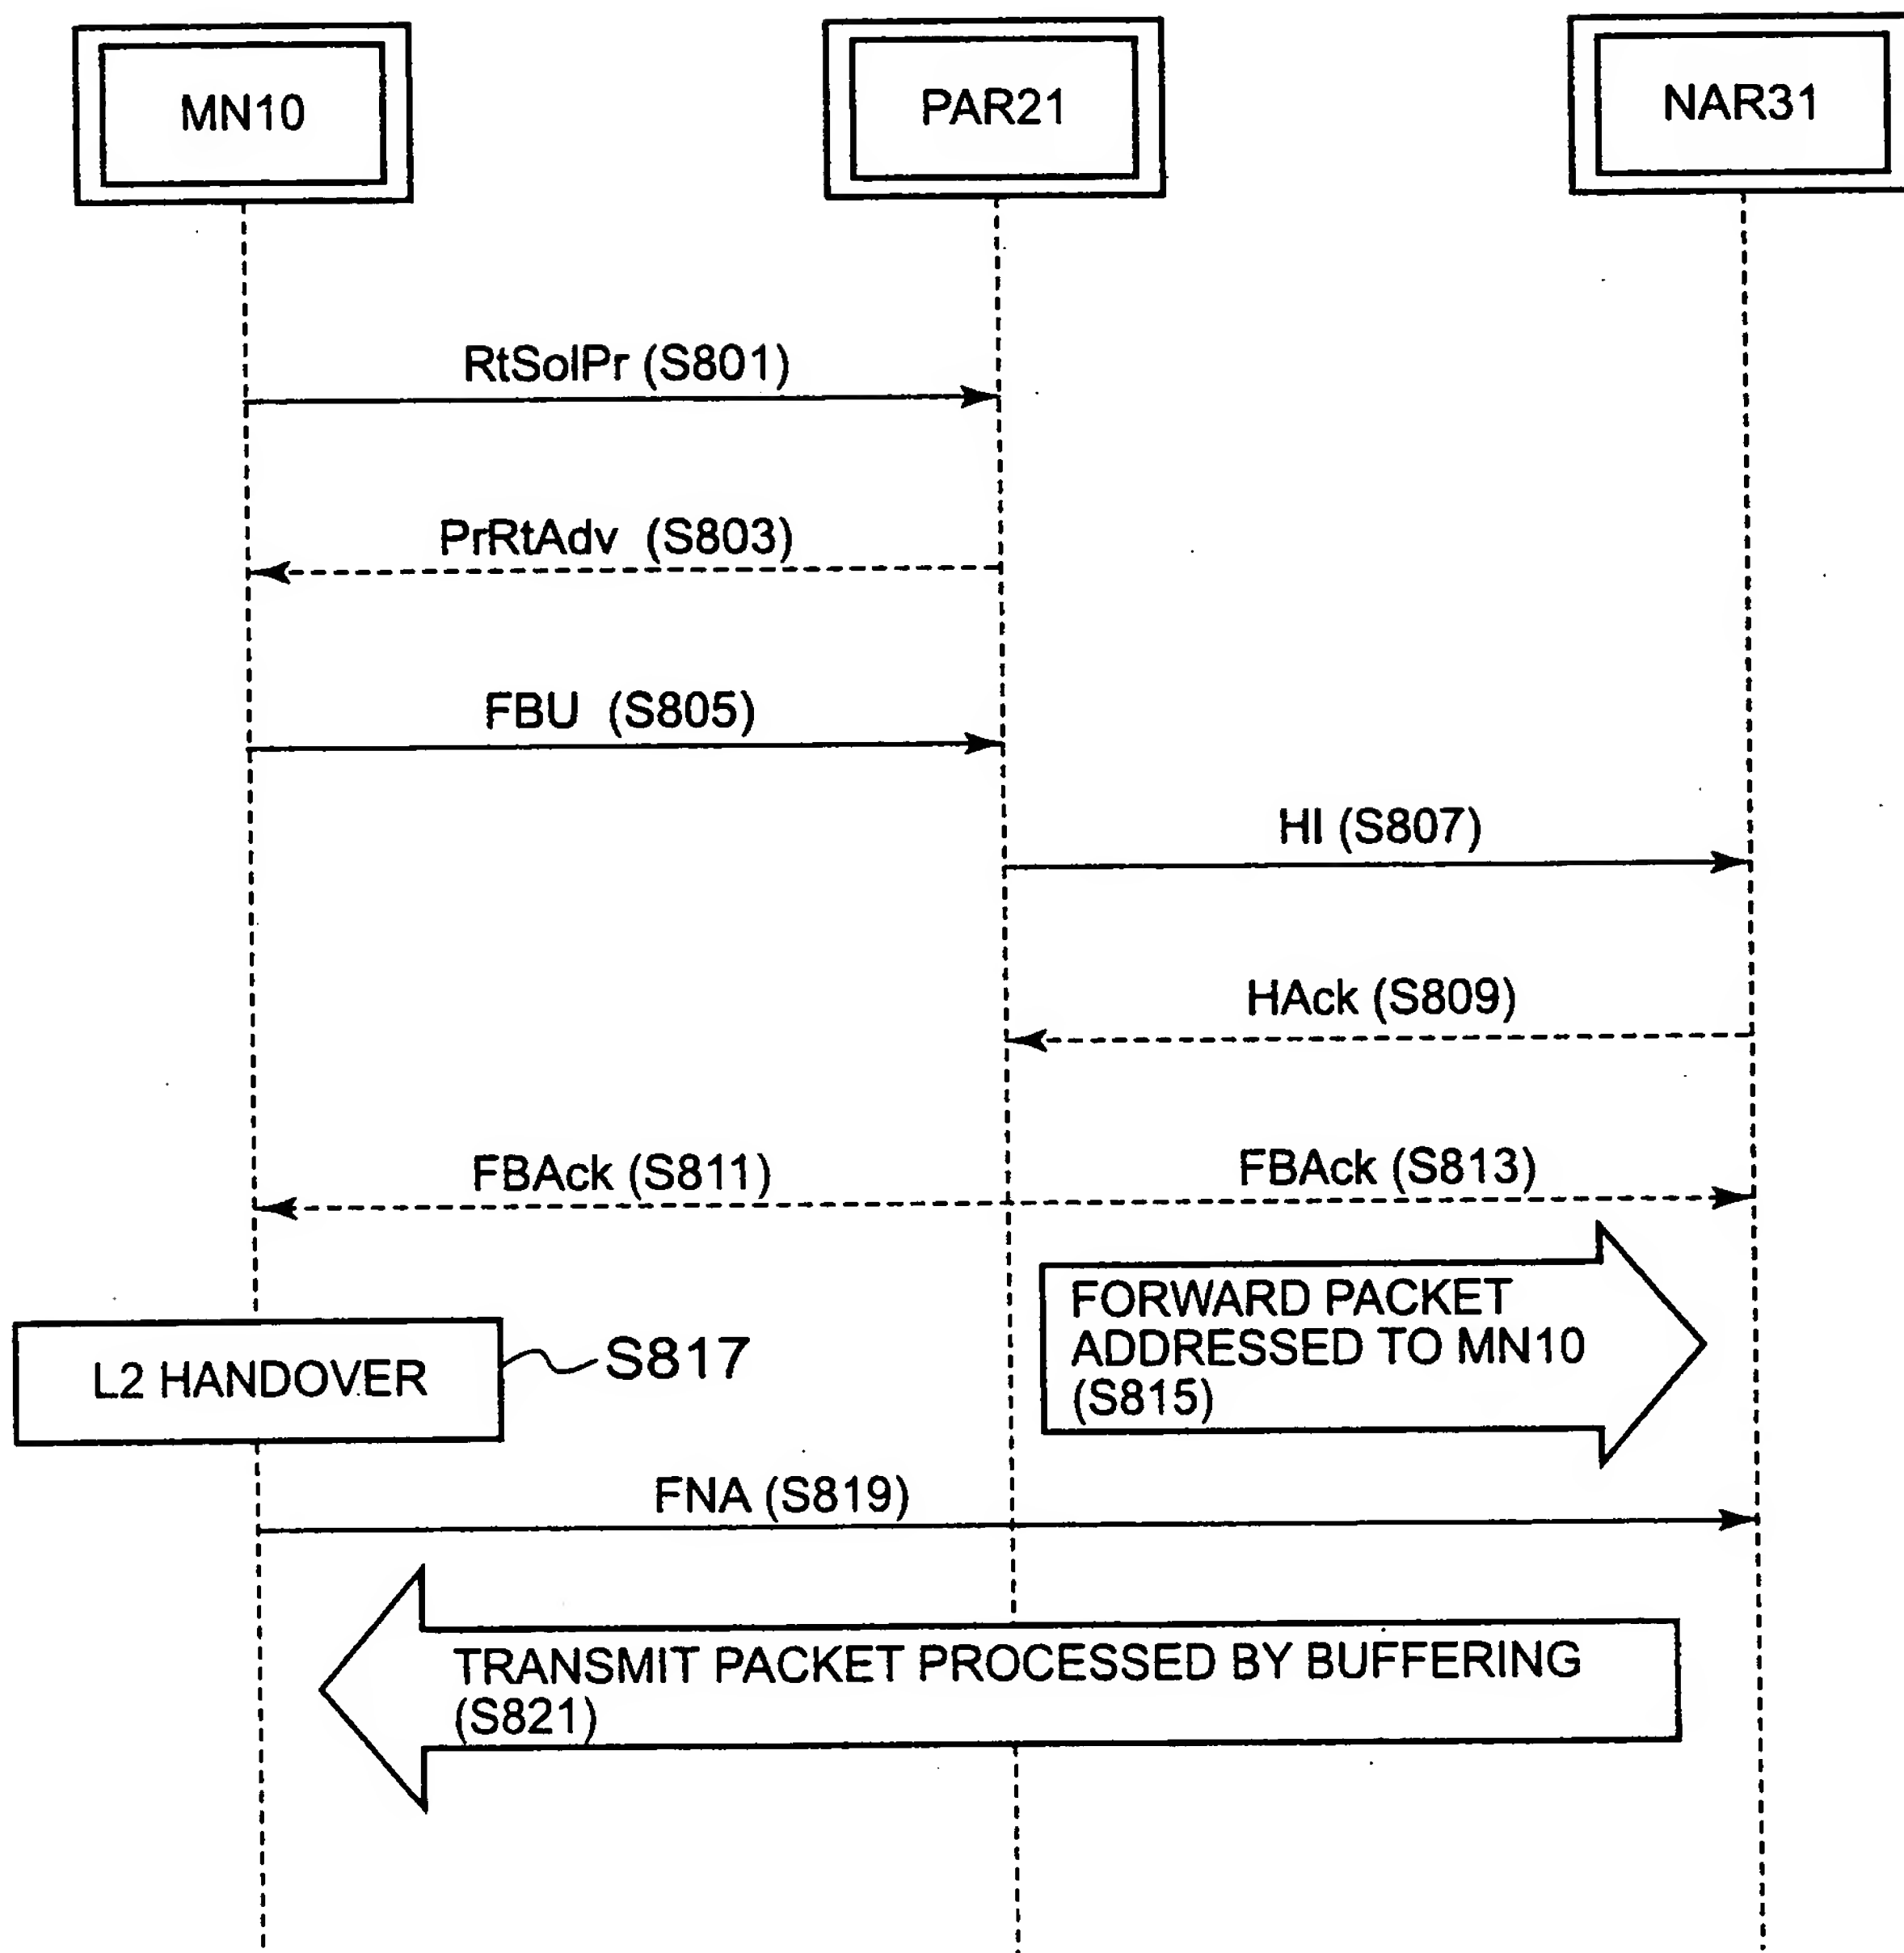 MN10
PAR21
NAR31
RtSolPr (S801)
PrRtAdv (S803)
FBU (S805)
HI (S807)
HAck (S809)
FBAck (S811)
FBAck (S813)
FORWARD PACKET
ADDRESSED TO MN10
(S815)
L2 HANDOVER
S817
FNA (S819)
TRANSMIT PACKET PROCESSED BY BUFFERING
(S821)